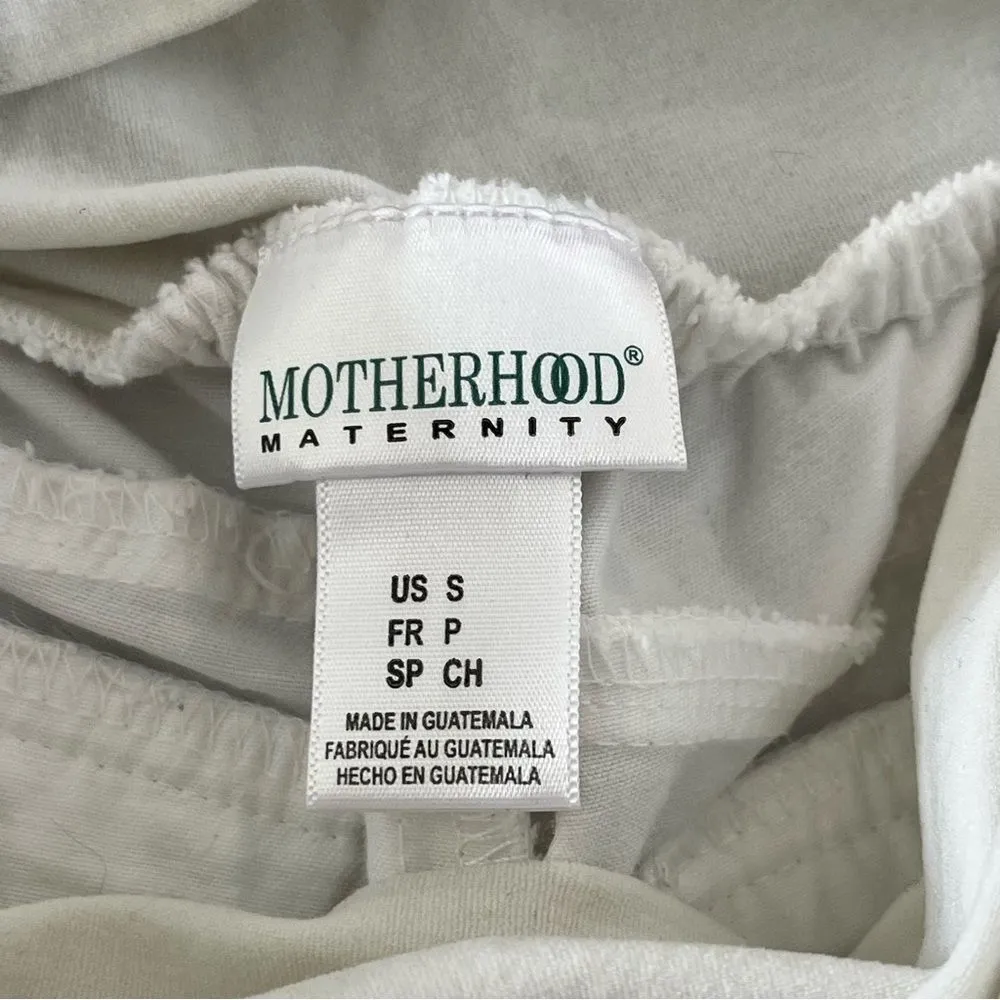 MOTHERHOOD®
MATERNITY
US S
FR P
SP CH
MADE IN GUATEMALA
FABRIQUÉ AU GUATEMALA
HECHO EN GUATEMALA